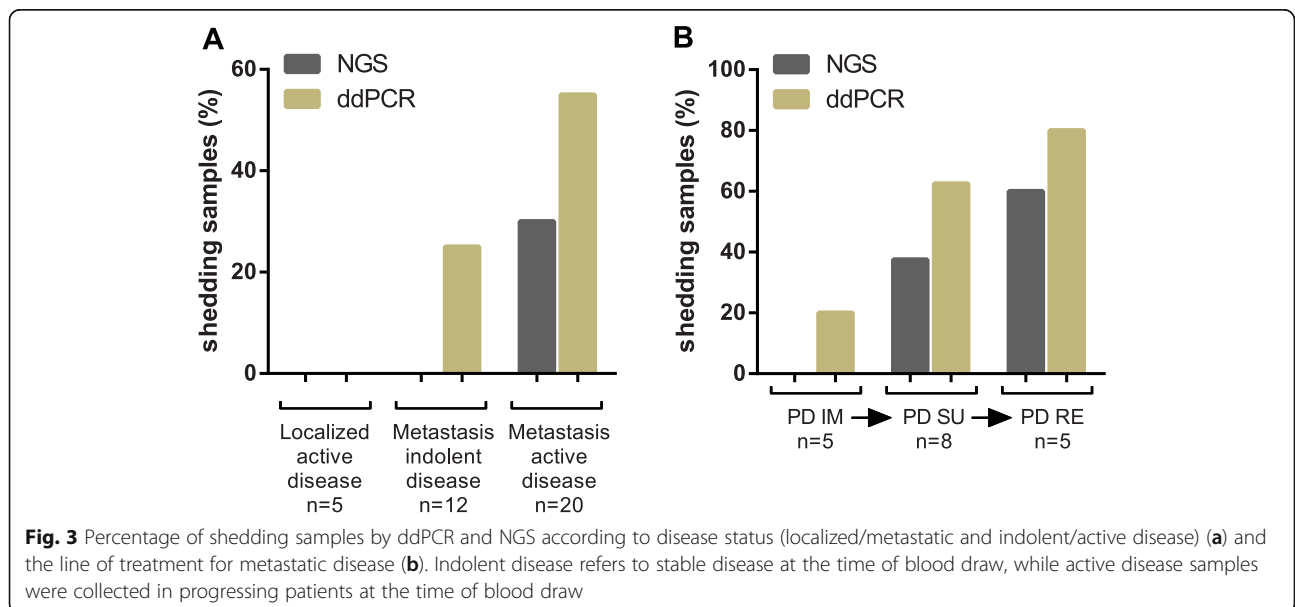 A
NGS
ddPCR
shedding samples (%)
60
40
20
0
Localized
active
disease
n=5
Metastasis
indolent
disease
n=12
Metastasis
active
disease
n=20
B
NGS
ddPCR
shedding samples (%)
100
80
60
40
20
0
PD IM
n=5
PD SU
n=8
PD RE
n=5
Fig. 3 Percentage of shedding samples by ddPCR and NGS according to disease status (localized/metastatic and indolent/active disease) (a) and
the line of treatment for metastatic disease (b). Indolent disease refers to stable disease at the time of blood draw, while active disease samples
were collected in progressing patients at the time of blood draw